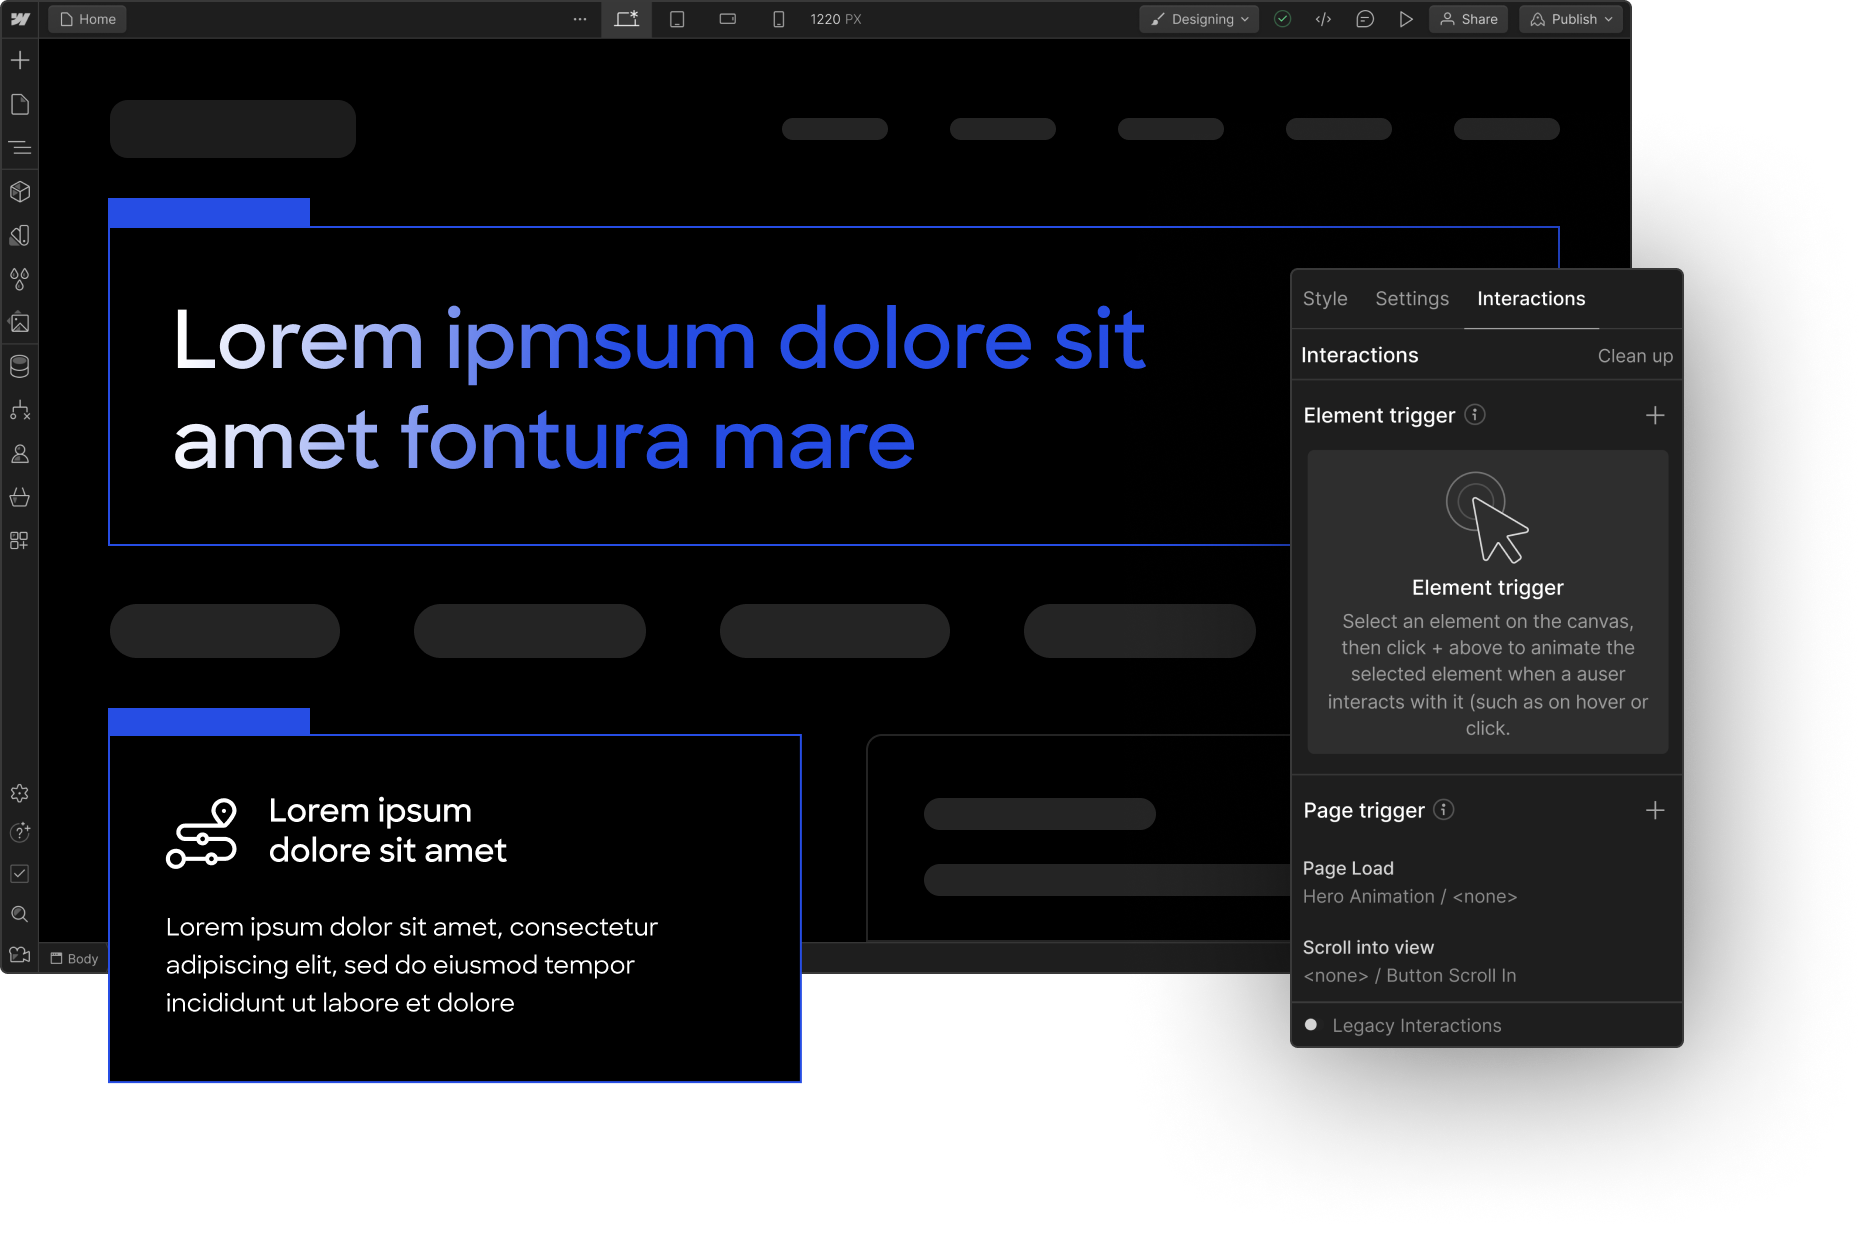 Home
1220 PX
Designing
Share
Publish
Lorem ipmsum dolore sit
amet fontura mare
Lorem ipsum
dolore sit amet
Lorem ipsum dolor sit amet, consectetur
adipiscing elit, sed do eiusmod tempor
incididunt ut labore et dolore
Body
Style Settings Interactions
Interactions Clean up
Element trigger
Element trigger
Select an element on the canvas,
then click + above to animate the
selected element when a auser
interacts with it (such as on hover or
click.
Page trigger
Page Load
Hero Animation / <none>
Scroll into view
<none> / Button Scroll In
Legacy Interactions